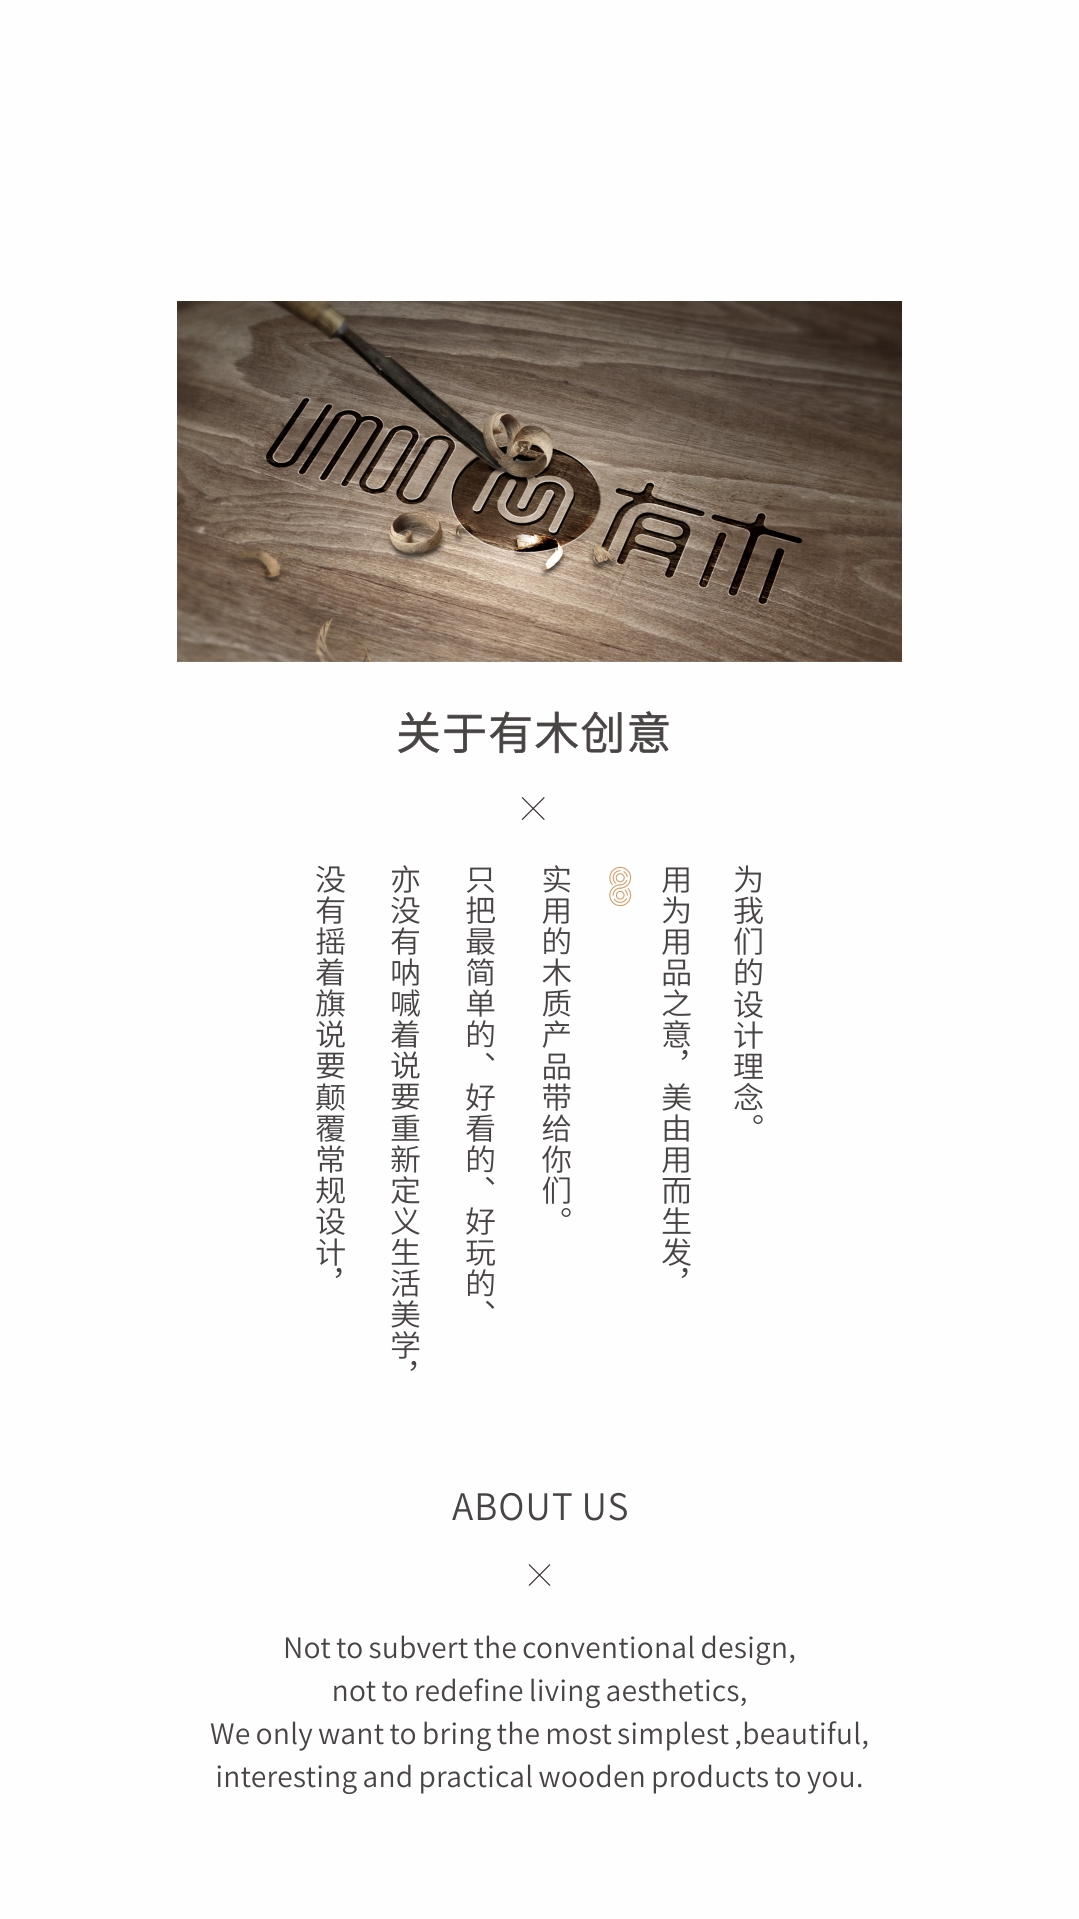 UMOO 有木
关于有木创意
没有摇着旗说要颠覆常规设计，
亦没有呐喊着说要重新定义生活美学，
只把最简单的、好看的、好玩的、
实用的木质产品带给你们。
用为用品之意，美由用而生发，
为我们的设计理念。
ABOUT US
Not to subvert the conventional design,
not to redefine living aesthetics,
We only want to bring the most simplest ,beautiful,
interesting and practical wooden products to you.